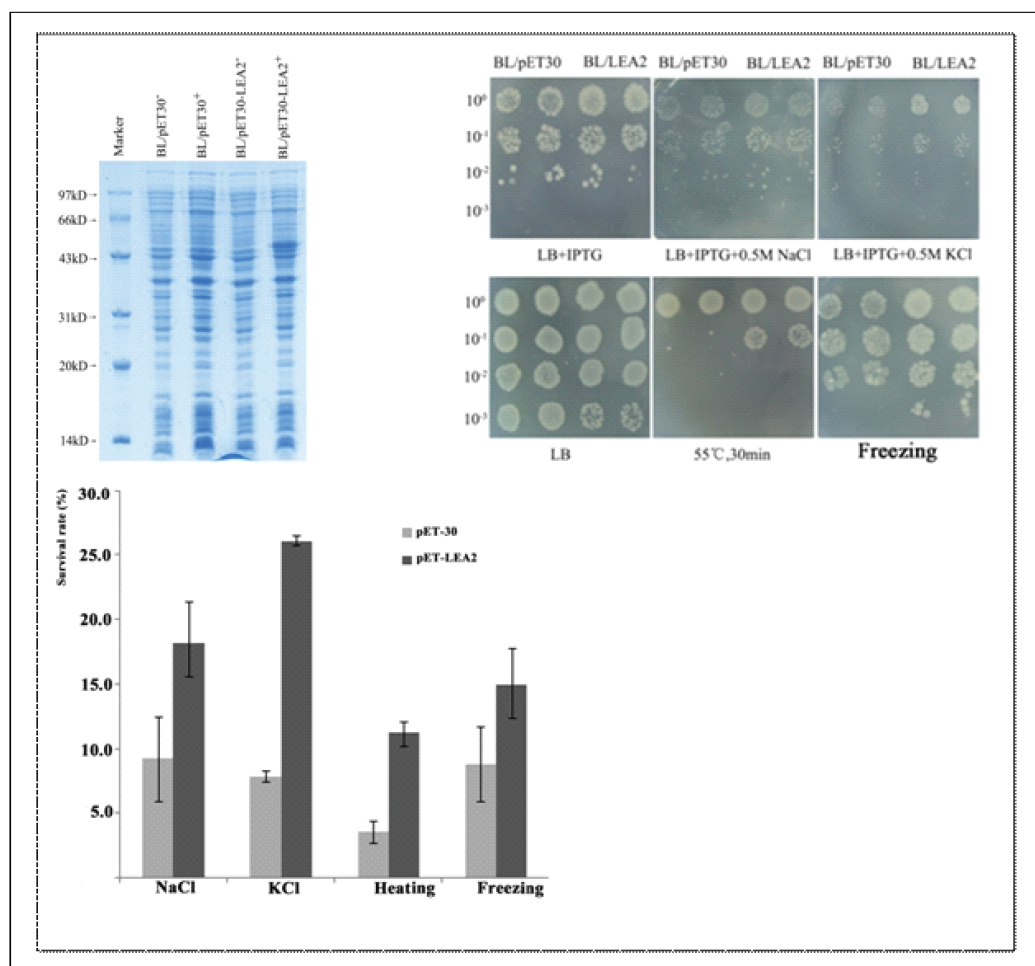 Marker
BL/pET30-
BL/pET30+
BL/pET30-LEA2-
BL/pET30-LEA2+
97kD
66kD
43kD
31kD
20kD
14kD
BL/pET30 BL/LEA2 BL/pET30 BL/LEA2 BL/pET30 BL/LEA2
10⁰
10⁻¹
10⁻²
10⁻³
LB+IPTG LB+IPTG+0.5M NaCl LB+IPTG+0.5M KCl
10⁰
10⁻¹
10⁻²
10⁻³
LB 55℃,30min Freezing
Survival rate (%)
30.0
25.0
20.0
15.0
10.0
5.0
pET-30
pET-LEA2
NaCl KCl Heating Freezing